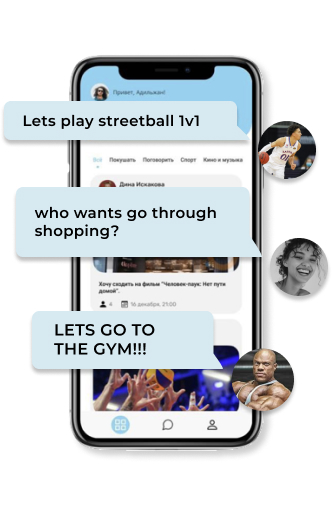 Привет, Адильжан!
Lets play streetball 1v1
Всё Покушать Поговорить Спорт Кино и музыка
Дина Искакова
who wants go through
shopping?
Хочу сходить на фильм "Человек-паук: Нет пути
домой".
4 16 декабря, 21:00
LETS GO TO
THE GYM!!!